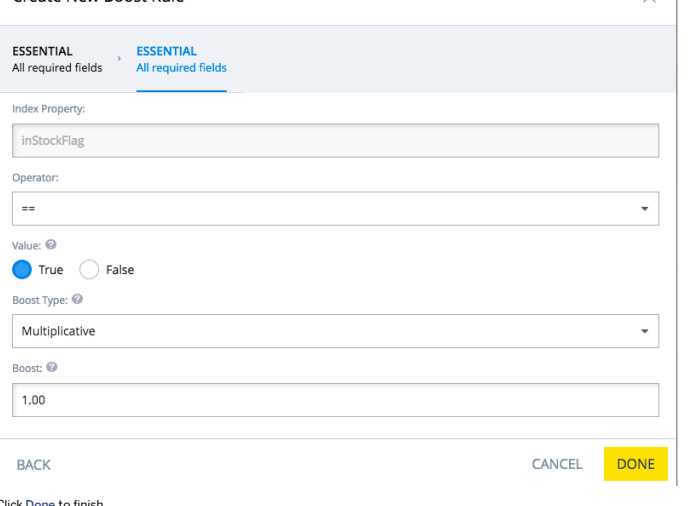 Create New Boost Rule
ESSENTIAL
All required fields
ESSENTIAL
All required fields
Index Property:
inStockFlag
Operator:
==
Value:
True False
Boost Type:
Multiplicative
Boost:
1.00
BACK CANCEL DONE
Click Done to finish